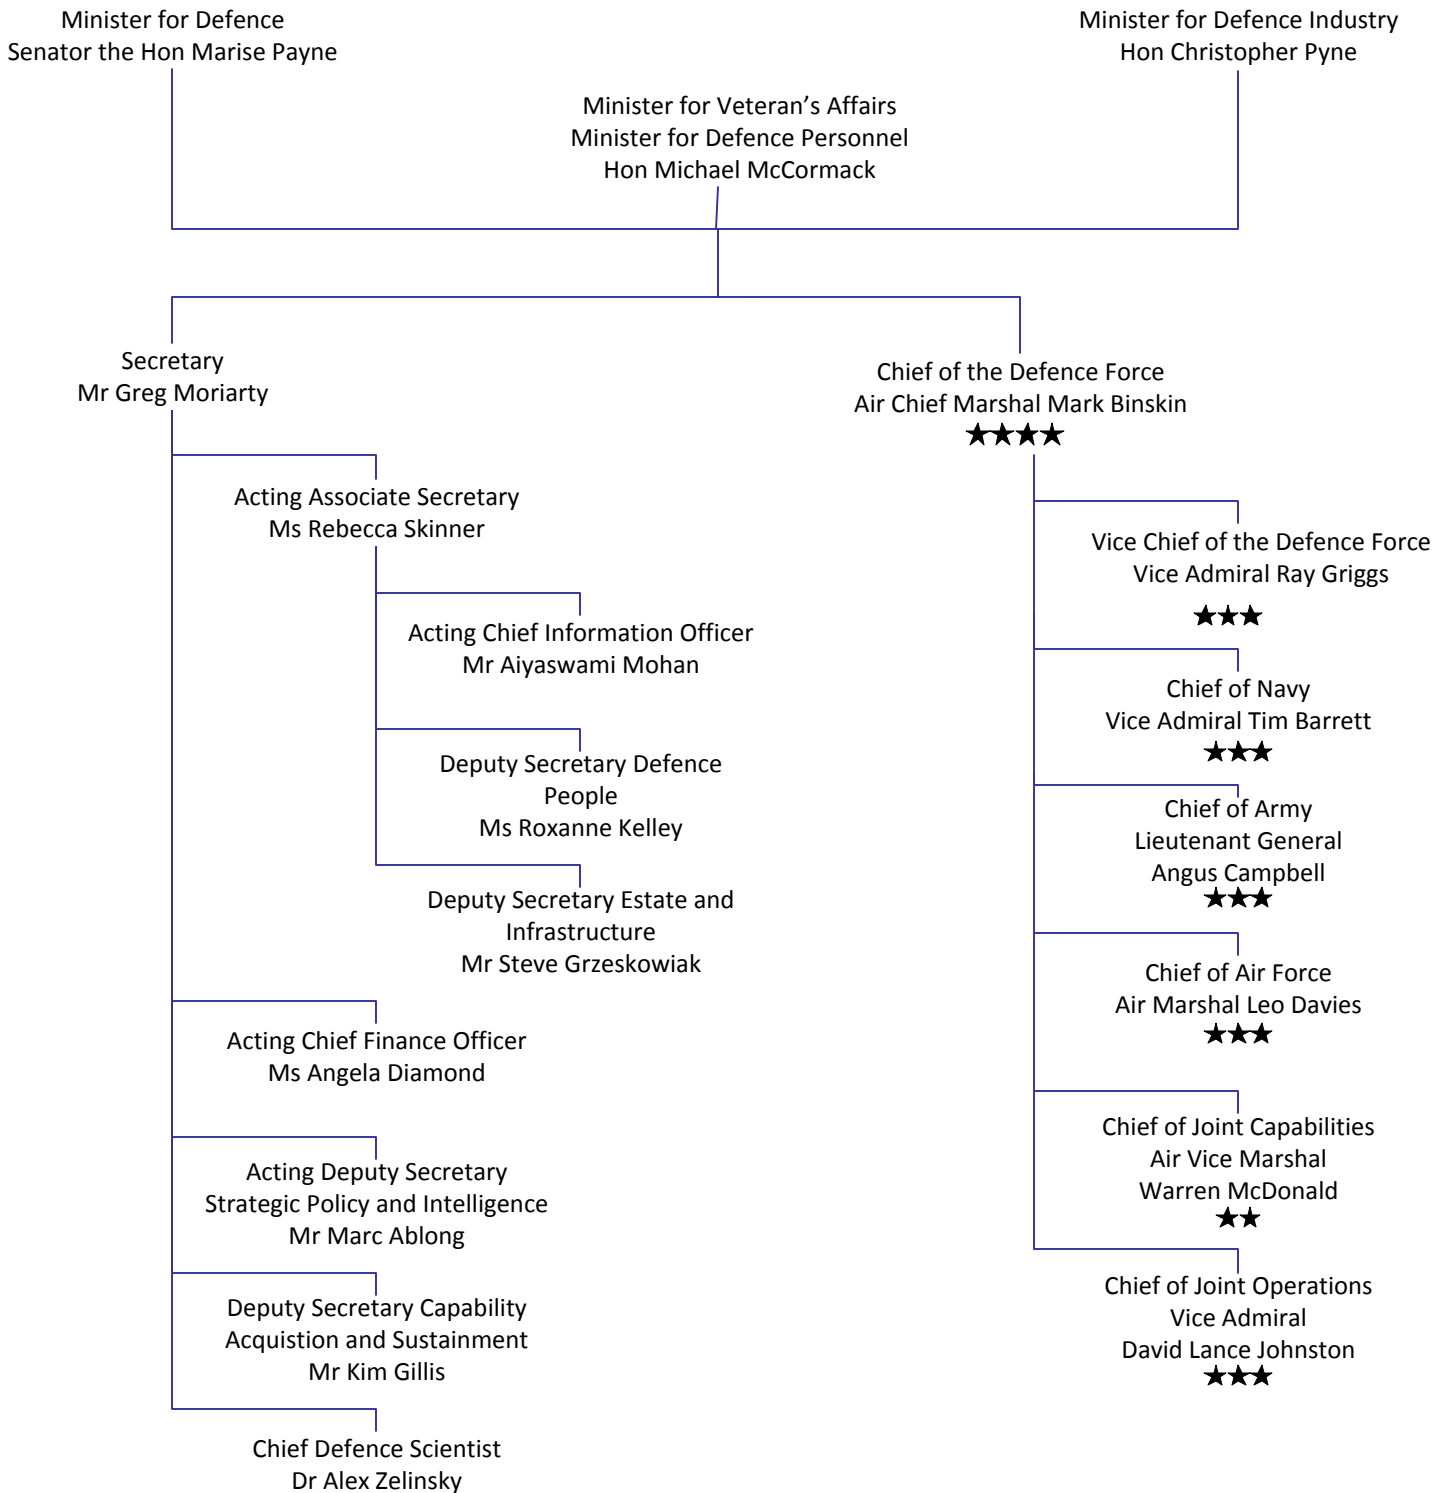 Minister for Defence
Senator the Hon Marise Payne
Minister for Defence Industry
Hon Christopher Pyne
Minister for Veteran’s Affairs
Minister for Defence Personnel
Hon Michael McCormack
Secretary
Mr Greg Moriarty
Chief of the Defence Force
Air Chief Marshal Mark Binskin
Acting Associate Secretary
Ms Rebecca Skinner
Acting Chief Information Officer
Mr Aiyaswami Mohan
Deputy Secretary Defence
People
Ms Roxanne Kelley
Deputy Secretary Estate and
Infrastructure
Mr Steve Grzeskowiak
Acting Chief Finance Officer
Ms Angela Diamond
Acting Deputy Secretary
Strategic Policy and Intelligence
Mr Marc Ablong
Deputy Secretary Capability
Acquistion and Sustainment
Mr Kim Gillis
Chief Defence Scientist
Dr Alex Zelinsky
Vice Chief of the Defence Force
Vice Admiral Ray Griggs
Chief of Navy
Vice Admiral Tim Barrett
Chief of Army
Lieutenant General
Angus Campbell
Chief of Air Force
Air Marshal Leo Davies
Chief of Joint Capabilities
Air Vice Marshal
Warren McDonald
Chief of Joint Operations
Vice Admiral
David Lance Johnston